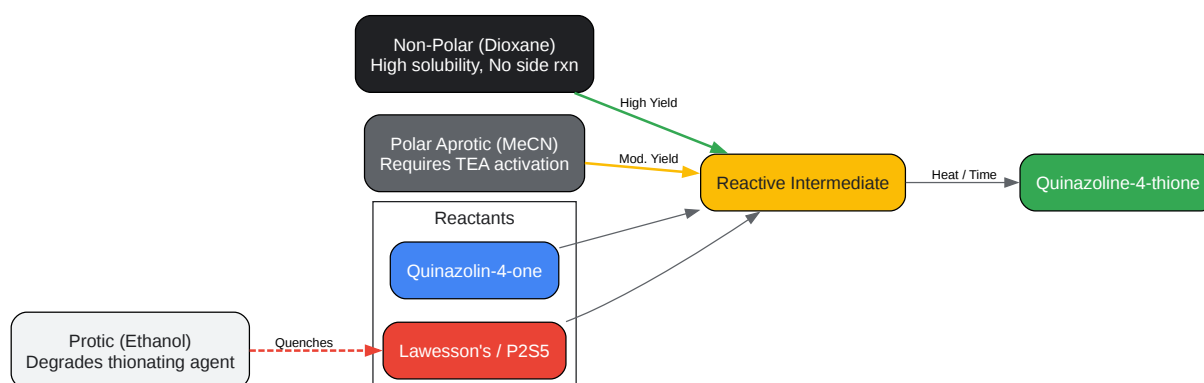 Non-Polar (Dioxane)
High solubility, No side rxn
High Yield
Polar Aprotic (MeCN)
Requires TEA activation
Mod. Yield
Reactive Intermediate
Heat / Time
Quinazoline-4-thione
Reactants
Quinazolin-4-one
Protic (Ethanol)
Degrades thionating agent
Quenches
Lawesson's / P2S5